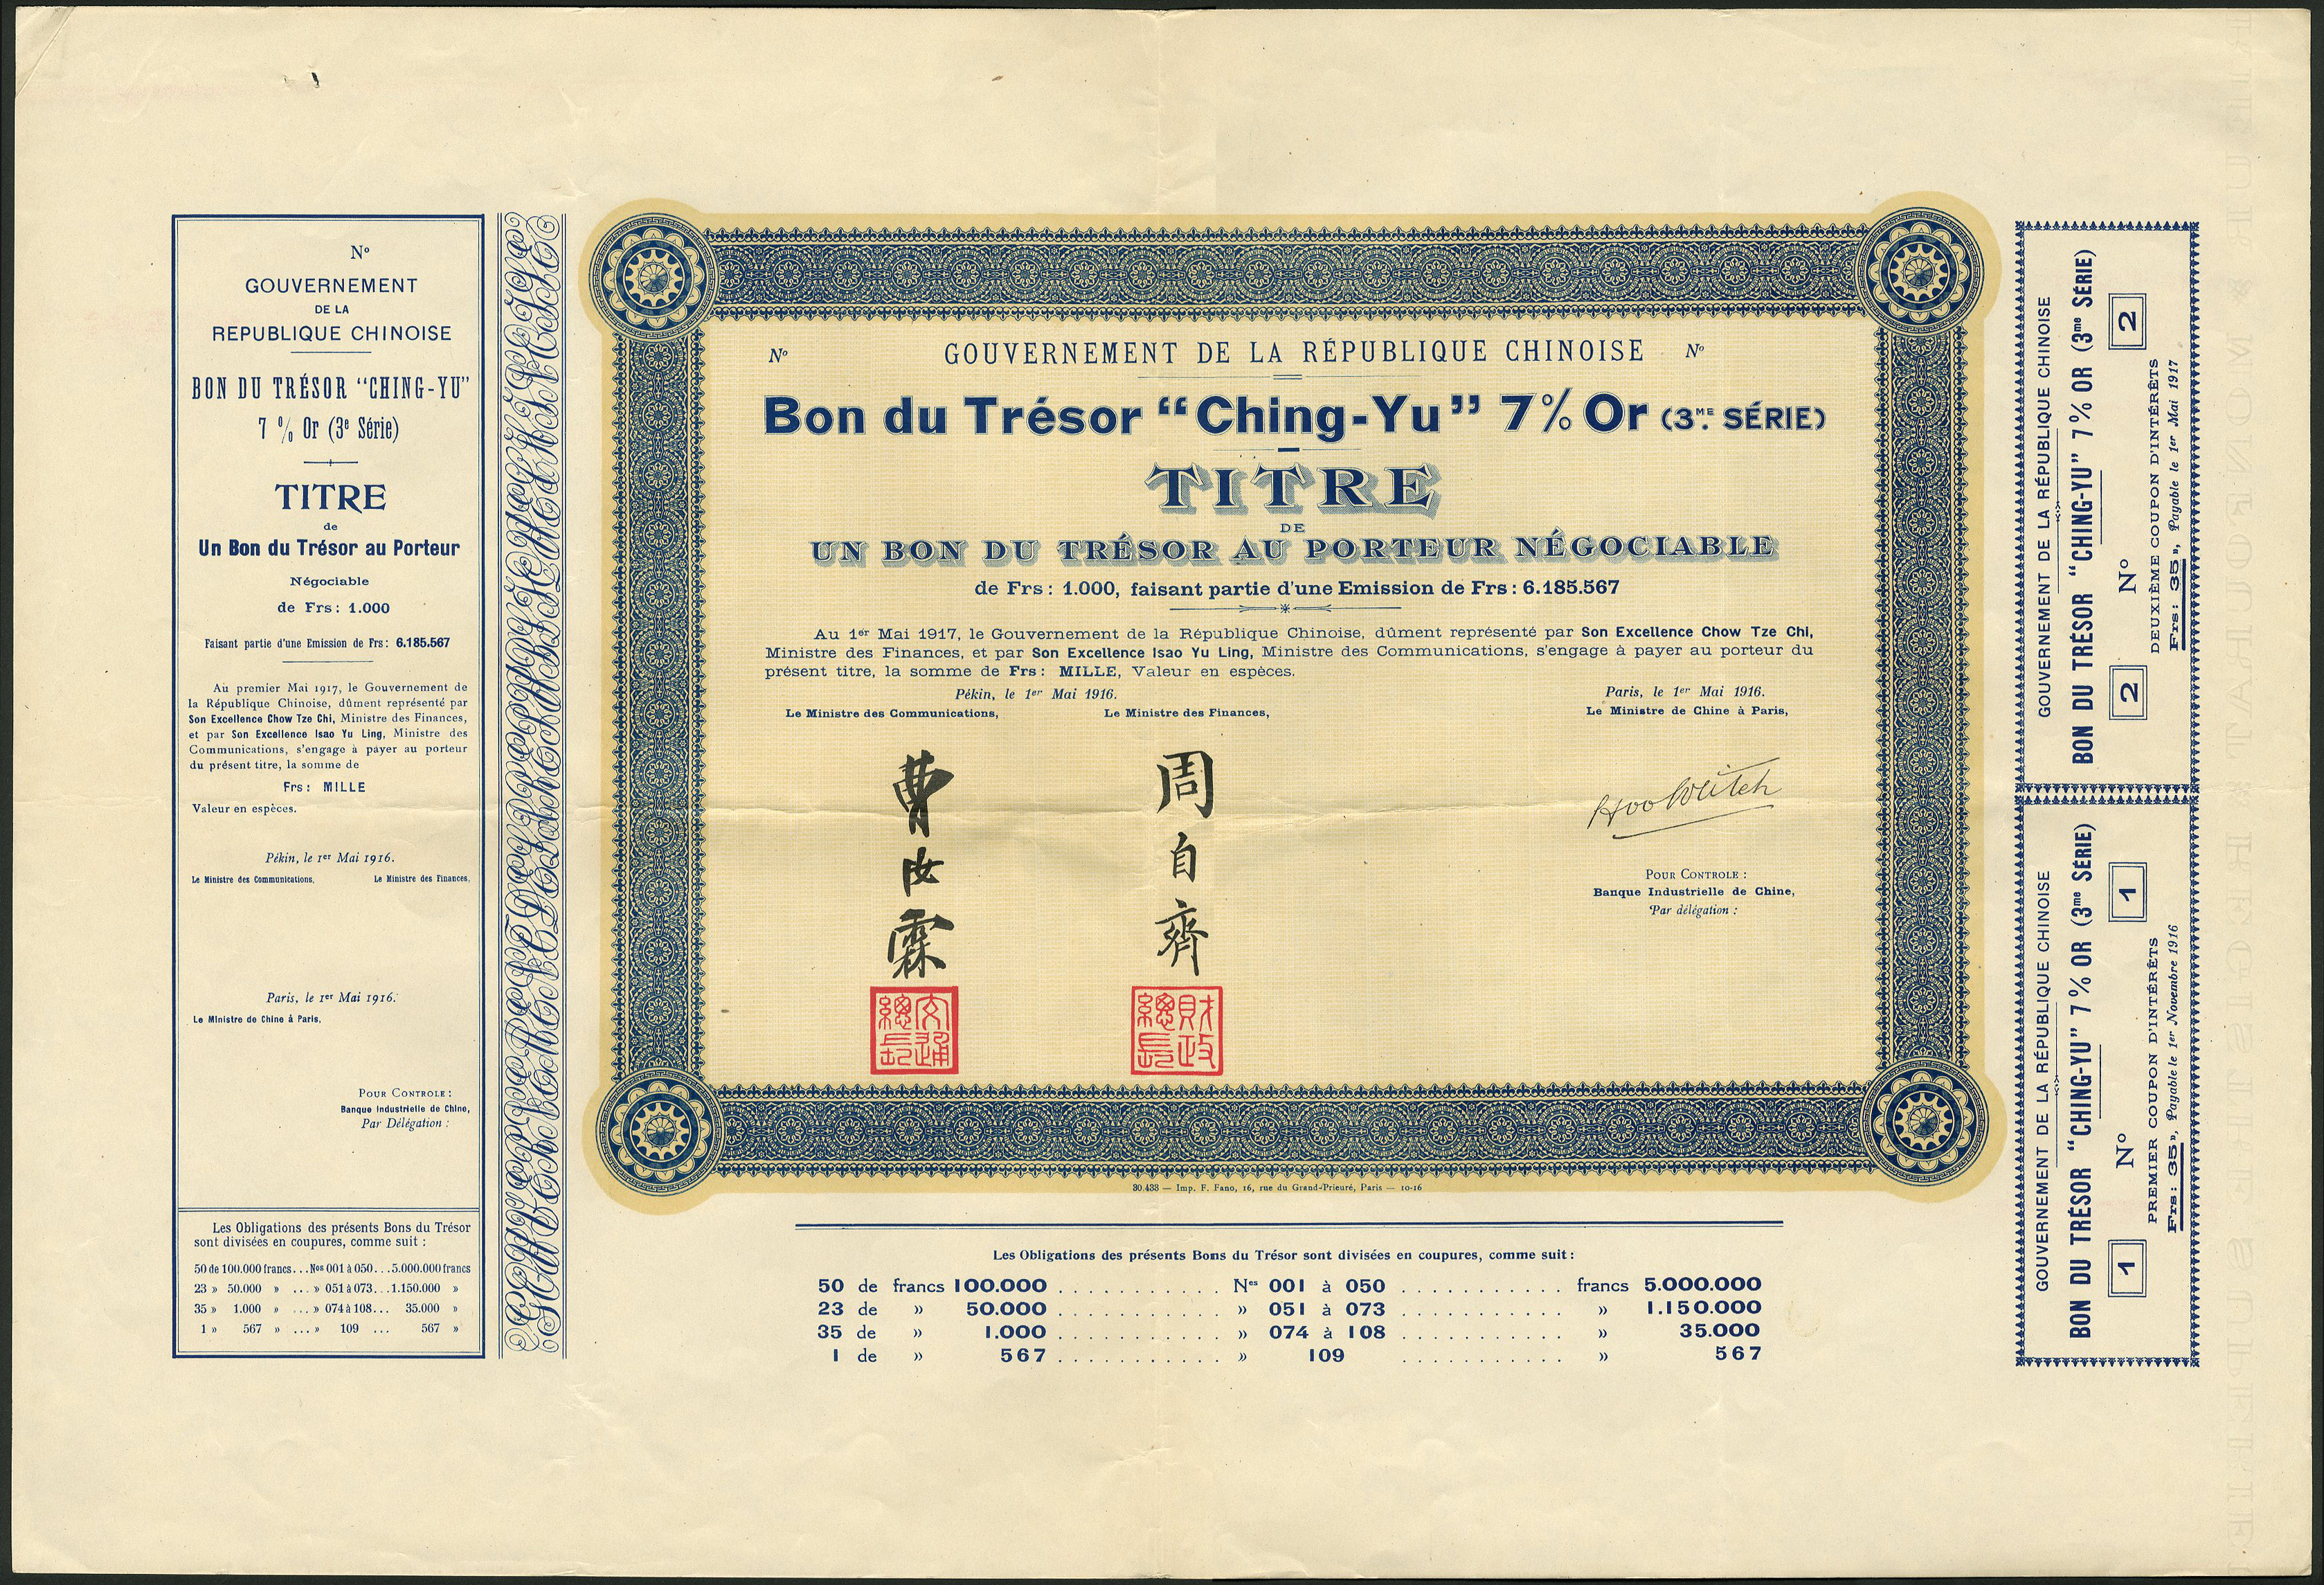 Nº
GOUVERNEMENT
DE LA
REPUBLIQUE CHINOISE
BON DU TRÉSOR “CHING-YU”
7 % Or (3e Série)
TITRE
de
Un Bon du Trésor au Porteur
Négociable
de Frs : 1.000
Faisant partie d'une Emission de Frs : 6.185.567
Au premier Mai 1917, le Gouvernement de
la République Chinoise, dûment représenté par
Son Excellence Chow Tze Chi, Ministre des Finances,
et par Son Excellence Isao Yu Ling, Ministre des
Communications, s'engage à payer au porteur
du présent titre, la somme de
Frs : MILLE
Valeur en espèces.
Pékin, le 1er Mai 1916.
Le Ministre des Communications, Le Ministre des Finances,
Paris, le 1er Mai 1916.
Le Ministre de Chine à Paris,
POUR CONTROLE :
Banque Industrielle de Chine,
Par Délégation :
Les Obligations des présents Bons du Trésor
sont divisées en coupures, comme suit :
50 de 100.000 francs... Nos 001 à 050... 5.000.000 francs
23 » 50.000 » ... » 051 à 073... 1.150.000 »
35 » 1.000 » ... » 074 à 108... 35.000 »
1 » 567 » ... » 109 ... 567 »
Nº GOUVERNEMENT DE LA RÉPUBLIQUE CHINOISE Nº
Bon du Trésor “Ching-Yu” 7% Or (3ME SÉRIE)
TITRE
DE
UN BON DU TRÉSOR AU PORTEUR NÉGOCIABLE
de Frs : 1.000, faisant partie d'une Emission de Frs : 6.185.567
Au 1er Mai 1917, le Gouvernement de la République Chinoise, dûment représenté par Son Excellence Chow Tze Chi,
Ministre des Finances, et par Son Excellence Isao Yu Ling, Ministre des Communications, s'engage à payer au porteur du
présent titre, la somme de Frs : MILLE, Valeur en espèces.
Pékin, le 1er Mai 1916. Paris, le 1er Mai 1916.
Le Ministre des Communications, Le Ministre des Finances, Le Ministre de Chine à Paris,
曹汝霖
周自齊
交通總長
財政總長
POUR CONTROLE :
Banque Industrielle de Chine,
Par délégation :
30.433 — Imp. F. Fano, 16, rue du Grand-Prieuré, Paris — 10-16
Les Obligations des présents Bons du Trésor sont divisées en coupures, comme suit :
50 de francs 100.000 ............ Nes 001 à 050 ............ francs 5.000.000
23 de » 50.000 ............ » 051 à 073 ............ » 1.150.000
35 de » 1.000 ............ » 074 à 108 ............ » 35.000
1 de » 567 ............ » 109 ............ » 567
GOUVERNEMENT DE LA RÉPUBLIQUE CHINOISE
BON DU TRÉSOR “CHING-YU” 7% OR (3me SÉRIE)
2 Nº 2
DEUXIÈME COUPON D'INTÉRÊTS
Frs : 35 », Payable le 1er Mai 1917
GOUVERNEMENT DE LA RÉPUBLIQUE CHINOISE
BON DU TRÉSOR “CHING-YU” 7% OR (3me SÉRIE)
1 Nº 1
PREMIER COUPON D'INTÉRÊTS
Frs : 35 », Payable le 1er Novembre 1916